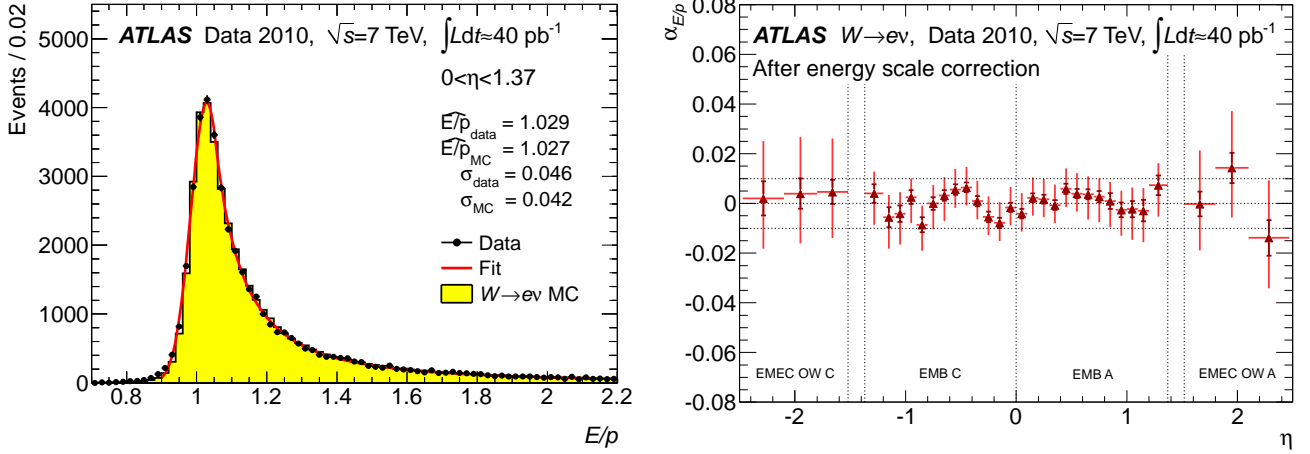 ATLAS Data 2010, √s=7 TeV, ∫Ldt≈40 pb⁻¹
0<η<1.37
E/p data = 1.029
E/p MC = 1.027
σdata = 0.046
σMC = 0.042
Data
Fit
W→eν MC
Events / 0.02
5000
4000
3000
2000
1000
0
0.8 1 1.2 1.4 1.6 1.8 2 2.2
E/p
ATLAS W→eν, Data 2010, √s=7 TeV, ∫Ldt≈40 pb⁻¹
After energy scale correction
α E/p
0.08
0.06
0.04
0.02
0
-0.02
-0.04
-0.06
-0.08
EMEC OW C EMB C EMB A EMEC OW A
-2 -1 0 1 2
η